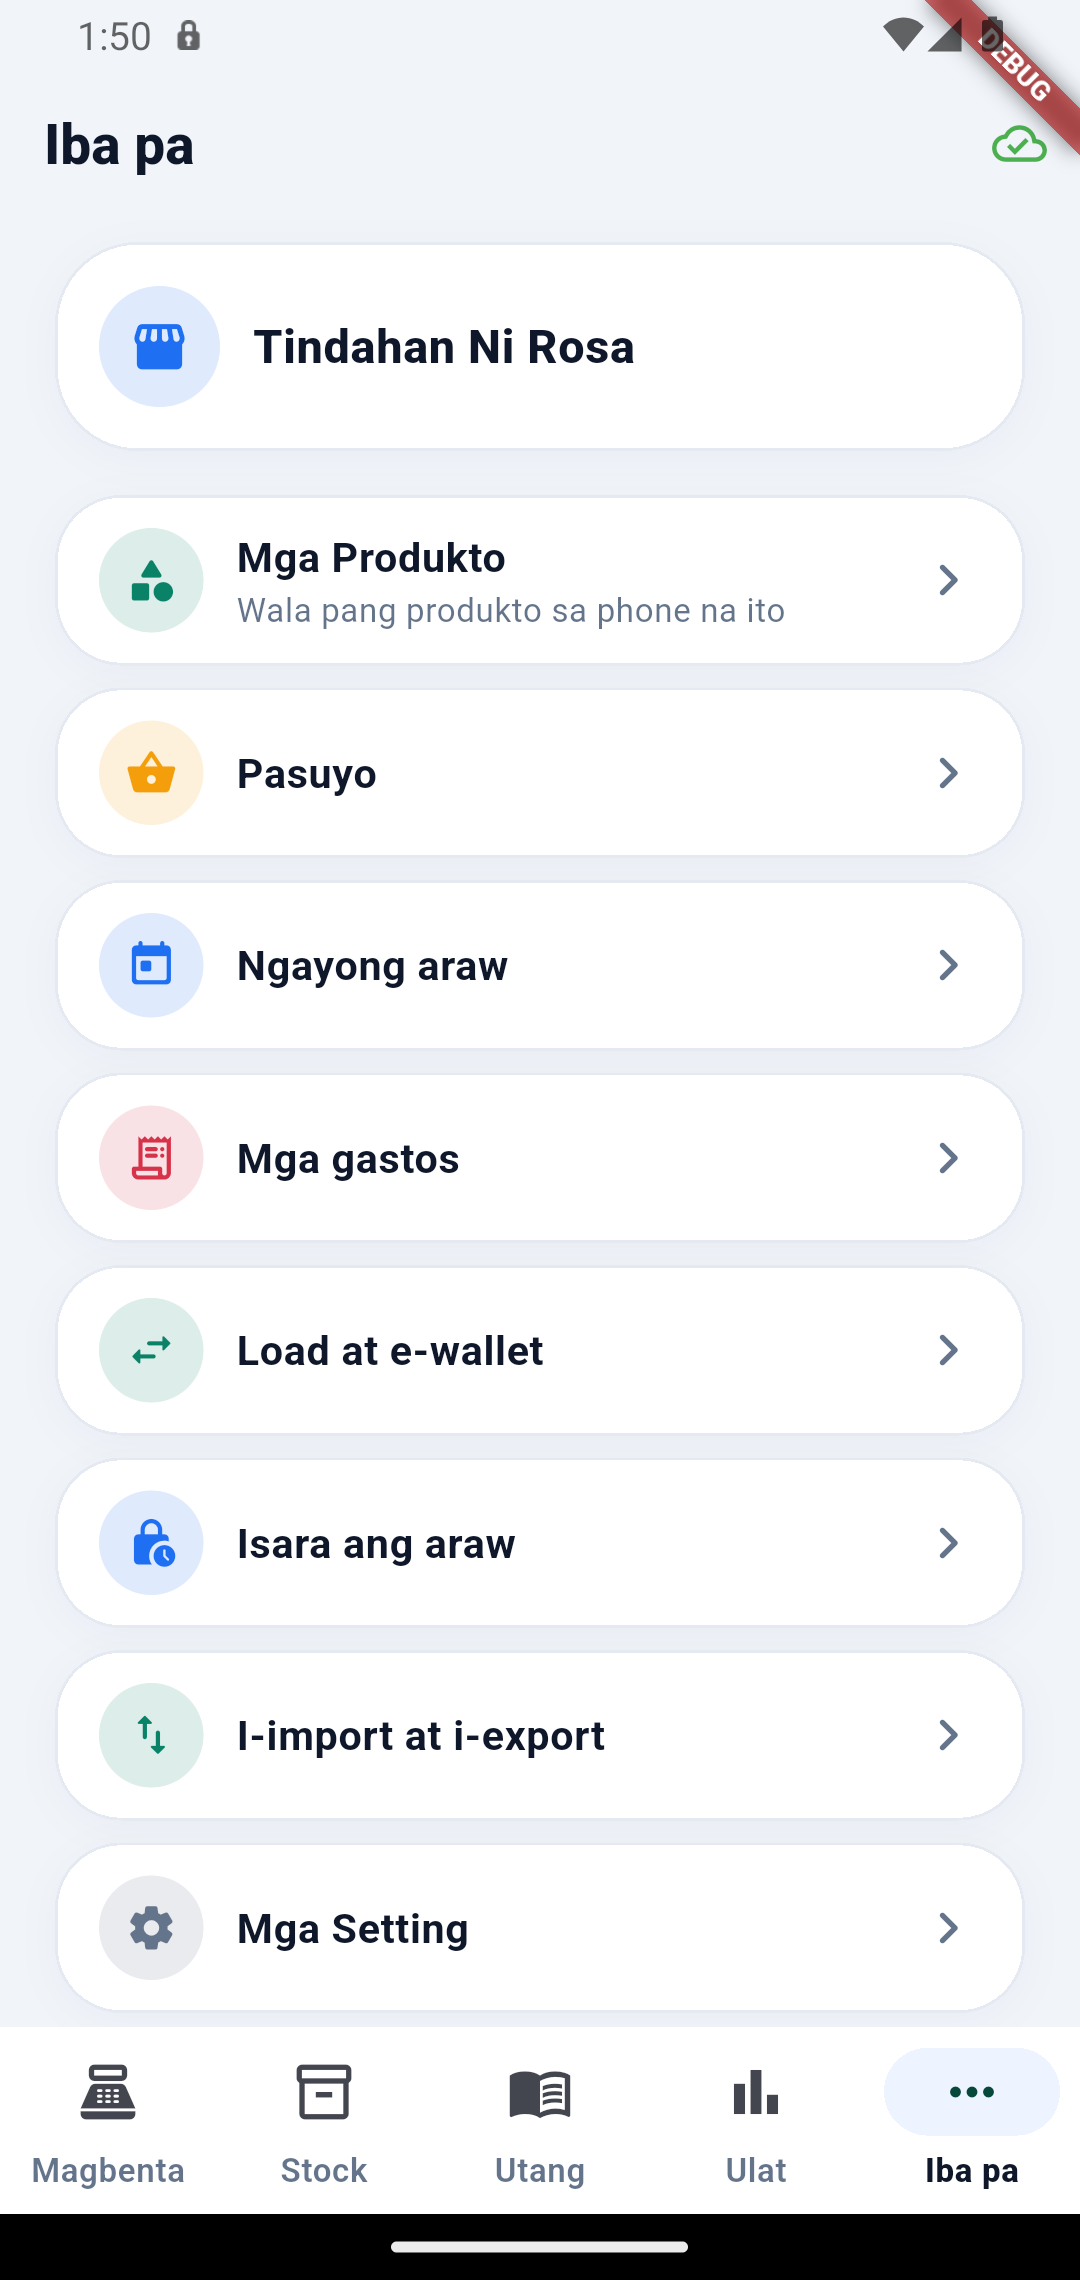 1:50
DEBUG
Iba pa
Tindahan Ni Rosa
Mga Produkto
Wala pang produkto sa phone na ito
Pasuyo
Ngayong araw
Mga gastos
Load at e-wallet
Isara ang araw
I-import at i-export
Mga Setting
Magbenta
Stock
Utang
Ulat
Iba pa